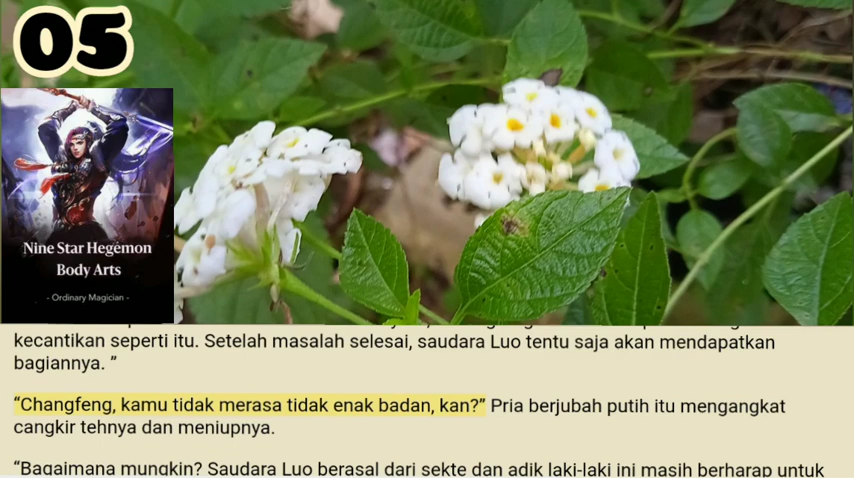 05
Nine Star Hegemon
Body Arts
- Ordinary Magician -
kecantikan seperti itu. Setelah masalah selesai, saudara Luo tentu saja akan mendapatkan
bagiannya. ”
“Changfeng, kamu tidak merasa tidak enak badan, kan?” Pria berjubah putih itu mengangkat
cangkir tehnya dan meniupnya.
“Bagaimana mungkin? Saudara Luo berasal dari sekte dan adik laki-laki ini masih berharap untuk